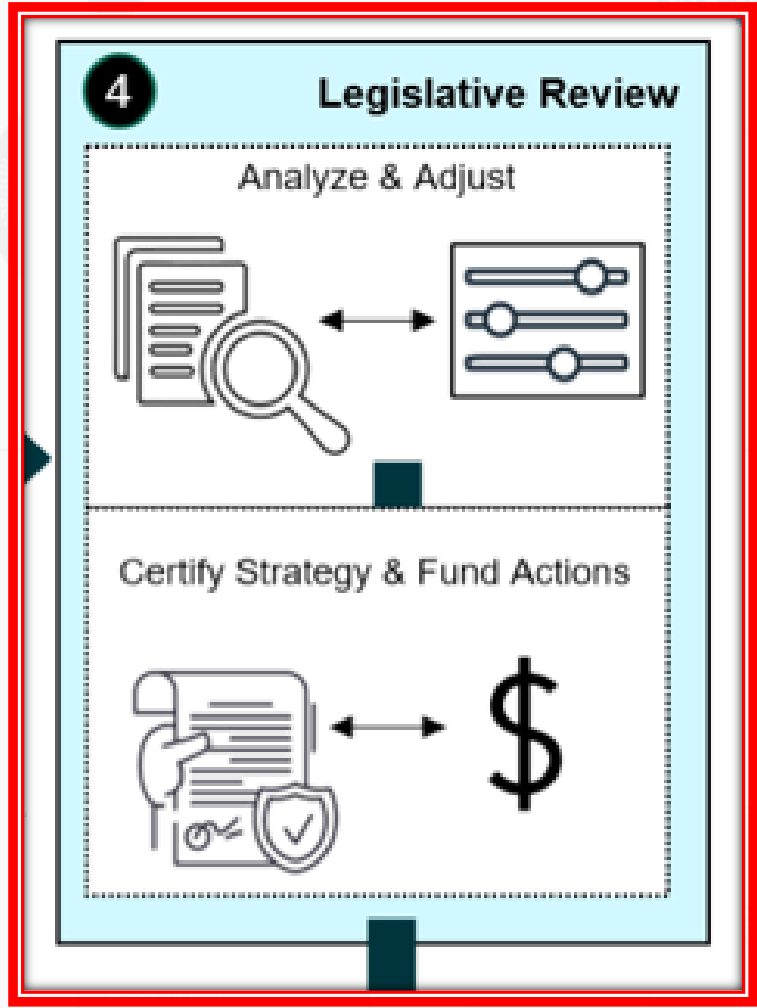 4
Legislative Review
Analyze & Adjust
Certify Strategy & Fund Actions
$